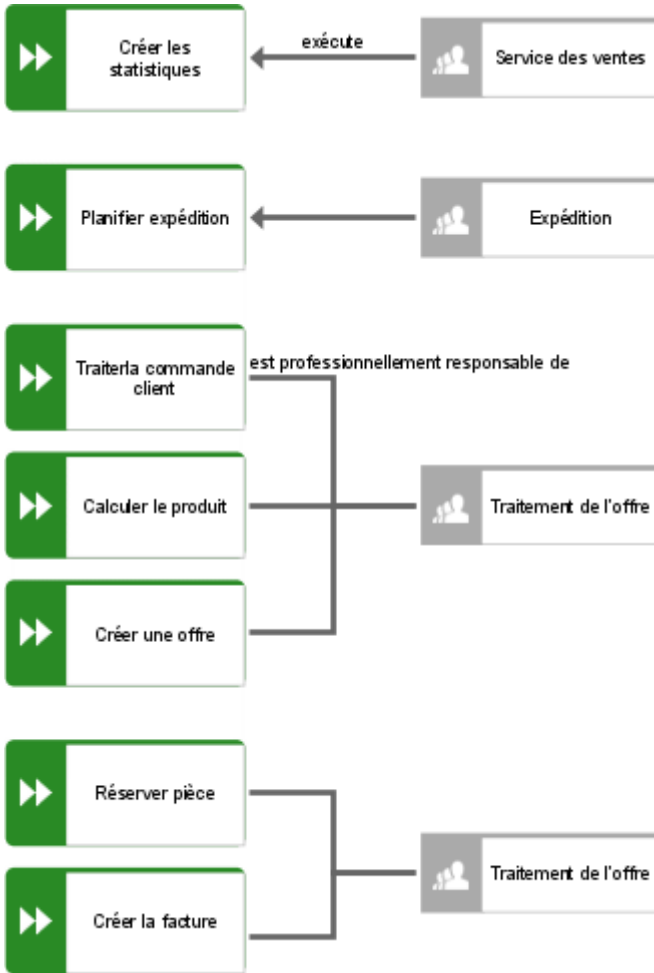 Créer les
statistiques
exécute
Service des ventes
Planifier expédition
Expédition
Traiterla commande
client
est professionnellement responsable de
Calculer le produit
Traitement de l'offre
Créer une offre
Réserver pièce
Traitement de l'offre
Créer la facture